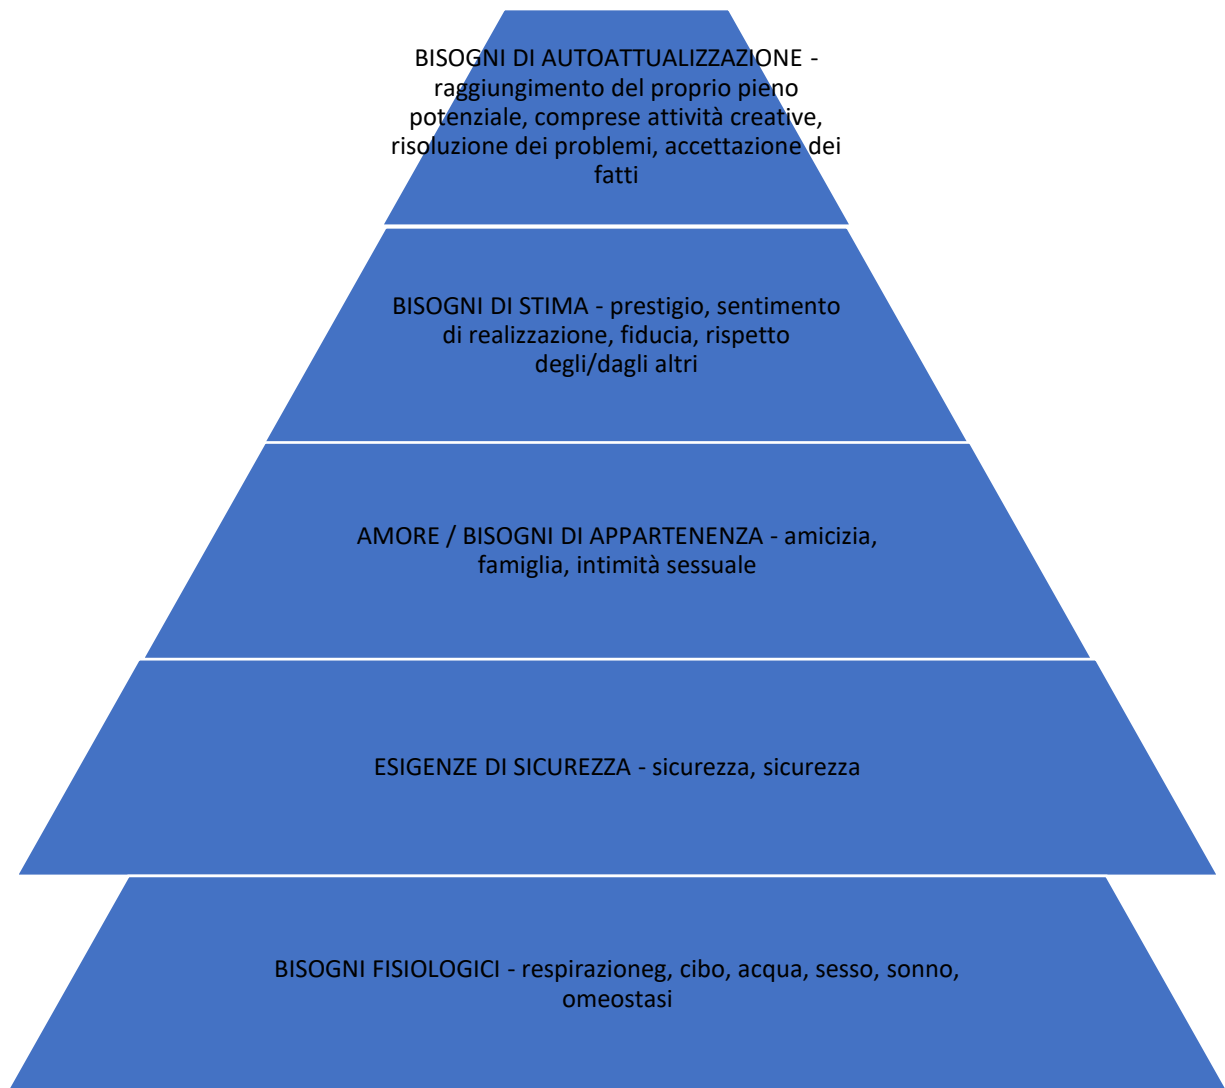 BISOGNI DI AUTOATTUALIZZAZIONE -
raggiungimento del proprio pieno
potenziale, comprese attività creative,
risoluzione dei problemi, accettazione dei
fatti
BISOGNI DI STIMA - prestigio, sentimento
di realizzazione, fiducia, rispetto
degli/dagli altri
AMORE / BISOGNI DI APPARTENENZA - amicizia,
famiglia, intimità sessuale
ESIGENZE DI SICUREZZA - sicurezza, sicurezza
BISOGNI FISIOLOGICI - respirazioneg, cibo, acqua, sesso, sonno,
omeostasi